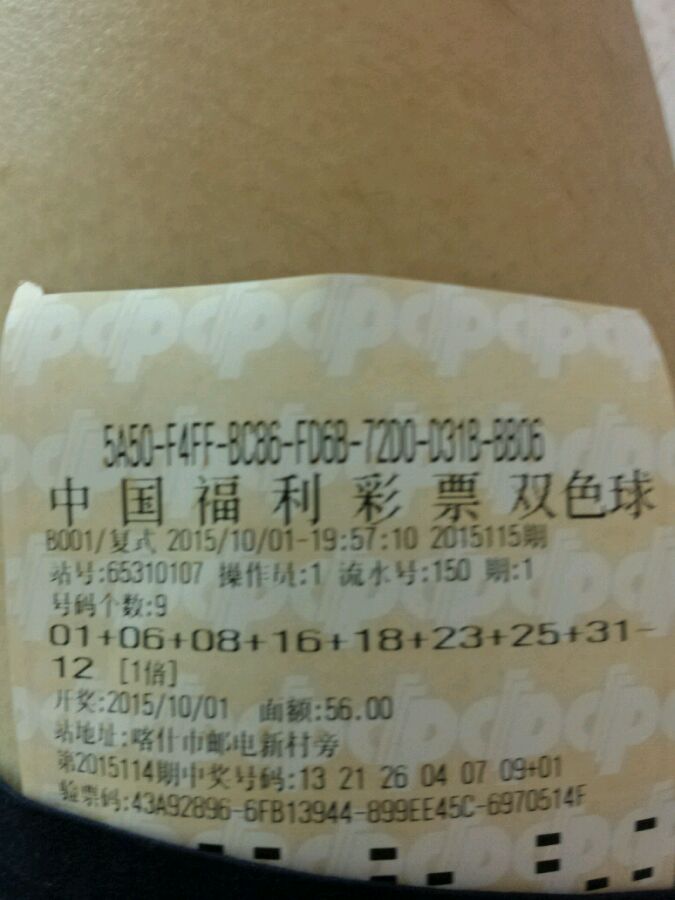 5A50-F4FF-BC86-FD6B-72D0-D31B-BB06
中国福利彩票 双色球
B001/复式 2015/10/01-19:57:10 2015115期
站号:65310107 操作员:1 流水号:150 期:1
号码个数:9
01+06+08+16+18+23+25+31-
12 [1倍]
开奖:2015/10/01 面额:56.00
站地址:喀什市邮电新村旁
第2015114期中奖号码:13 21 26 04 07 09+01
验票码:43A92896-6FB13944-899EE45C-6970514F